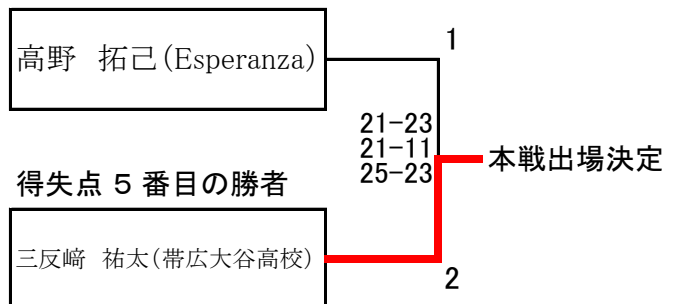 高野　拓己(Esperanza)
1
21-23
21-11
25-23
本戦出場決定
得失点 5 番目の勝者
三反﨑　祐太(帯広大谷高校)
2